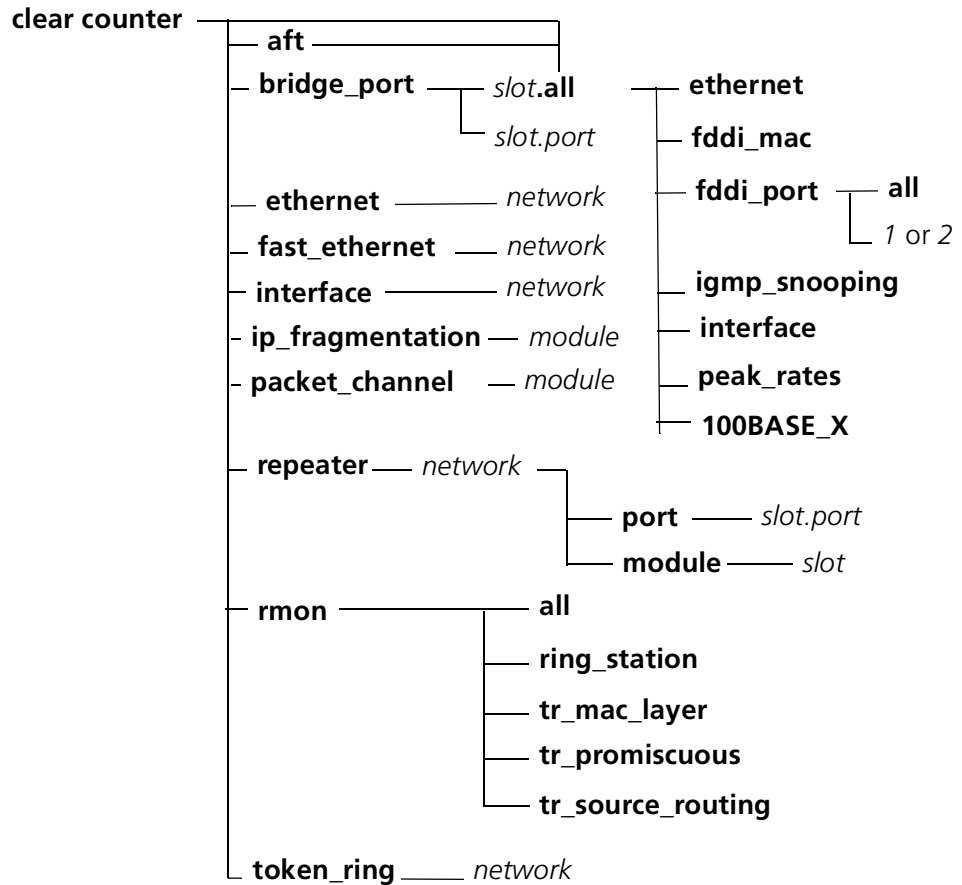 clear counter
aft
bridge_port slot.all ethernet
slot.port fddi_mac
fddi_port all
ethernet network
1 or 2
fast_ethernet network
igmp_snooping
interface network
interface
ip_fragmentation module
packet_channel module peak_rates
100BASE_X
repeater network
port slot.port
module slot
rmon all
ring_station
tr_mac_layer
tr_promiscuous
tr_source_routing
token_ring network